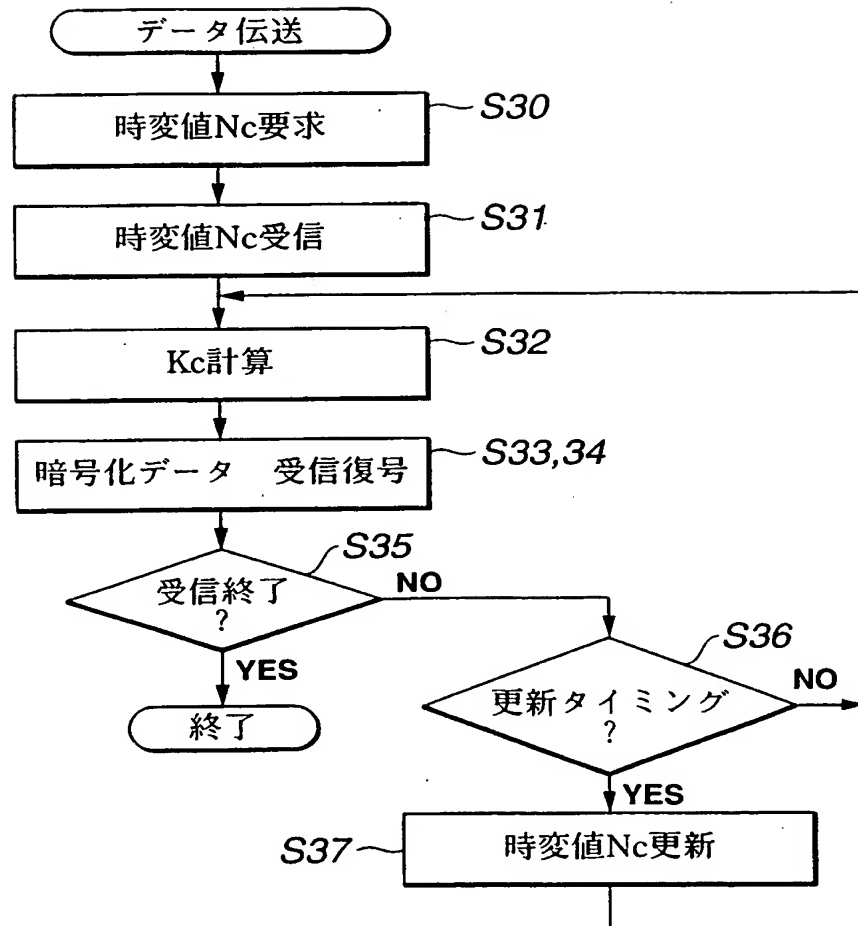 データ伝送
時変値Nc要求
S30
時変値Nc受信
S31
Kc計算
S32
暗号化データ　受信復号
S33,34
受信終了
?
S35
NO
YES
終了
更新タイミング
?
S36
NO
YES
時変値Nc更新
S37